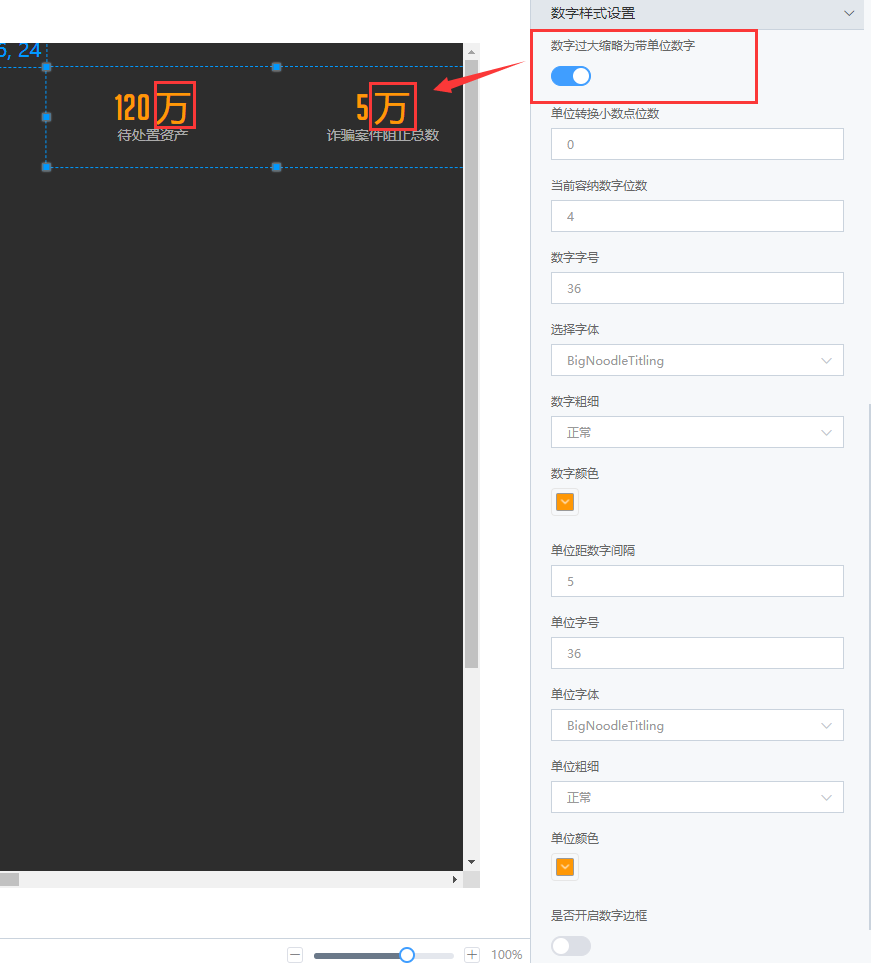 6, 24
120 万
待处置资产
5 万
诈骗案件阻止总数
100%
数字样式设置
数字过大缩略为带单位数字
单位转换小数点位数
0
当前容纳数字位数
4
数字字号
36
选择字体
BigNoodleTitling
数字粗细
正常
数字颜色
单位距数字间隔
5
单位字号
36
单位字体
BigNoodleTitling
单位粗细
正常
单位颜色
是否开启数字边框